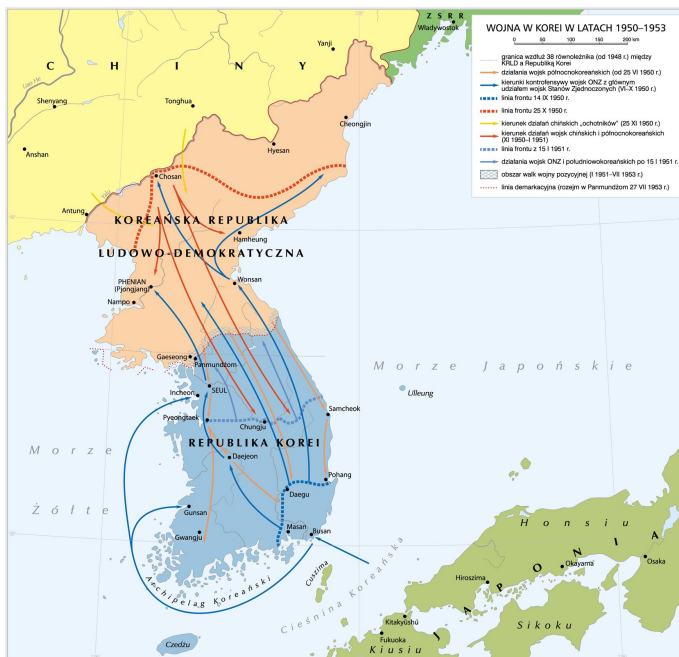 WOJNA W KOREI W LATACH 1950–1953
0 50 100 150 200 km
granica wzdłuż 38 równoleżnika (od 1948 r.) między
KRLD a Republiką Korei
działania wojsk północnokoreańskich (od 25 VI 1950 r.)
kierunki kontrofensywy wojsk ONZ z głównym
udziałem wojsk Stanów Zjednoczonych (VI–X 1950 r.)
linia frontu 14 IX 1950 r.
linia frontu 25 X 1950 r.
kierunek działań chińskich „ochotników” (25 XI 1950 r.)
kierunek działań wojsk chińskich i północnokoreańskich
(XI 1950–I 1951)
linia frontu z 15 I 1951 r.
działania wojsk ONZ i południowokoreańskich po 15 I 1951 r.
obszar walk wojny pozycyjnej (I 1951–VII 1953 r.)
linia demarkacyjna (rozejm w Panmundżom 27 VII 1953 r.)
ZSRR
Władywostok
CHINY
Yanji
Liao He
Shenyang
Tonghua
Cheongjin
Anshan
Hyesan
Chosan
Antung
KOREAŃSKA REPUBLIKA
Hamheung
LUDOWO-DEMOKRATYCZNA
PHENIAN
(Pjongjang)
Wonsan
Nampo
Gaeseong
Panmundżom
Morze Japońskie
SEUL
Ulleung
Incheon
Samcheok
Pyeongtaek
Chungju
REPUBLIKA KOREI
Morze
Daejeon
Pohang
Daegu
Żółte
Gunsan
Honsiu
Masan
Busan
Gwangju
Osaka
Okayama
Cuszima
Hiroszima
Archipelag Koreański
Cieśnina Koreańska
JAPONIA
Kitakyūshū
Sikoku
Fukuoka
Czedżu
Kiusiu